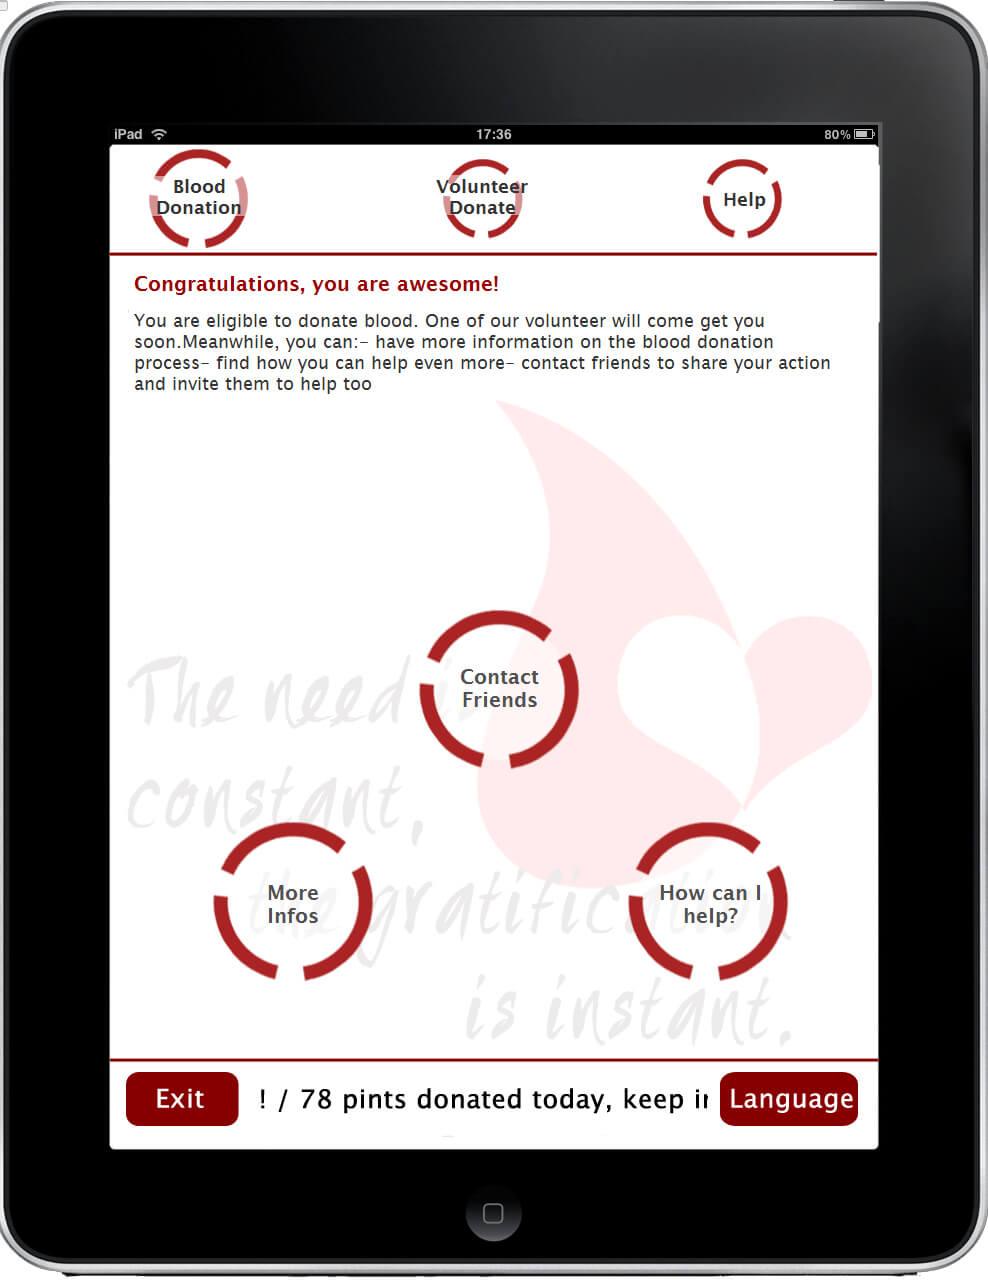 iPad 17:36 80%
Blood
Donation
Volunteer
Donate
Help
Congratulations, you are awesome!
You are eligible to donate blood. One of our volunteer will come get you
soon.Meanwhile, you can:- have more information on the blood donation
process- find how you can help even more- contact friends to share your action
and invite them to help too
The need is
constant,
the gratification
is instant.
Contact
Friends
More
Infos
How can I
help?
Exit
! / 78 pints donated today, keep in
Language